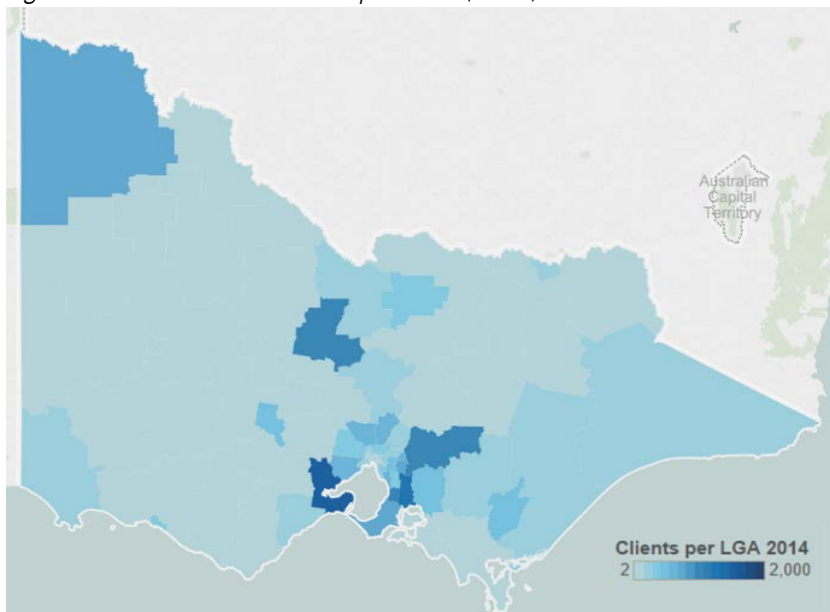 Australian
Capital
Territory
Clients per LGA 2014
2 2,000